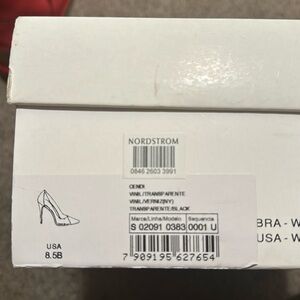 NORDSTROM
0846 2603 3991
CENDI
VINIL/TRANSPARENTE
VINIL/VERNIZ(NY)
TRANSPARENTE/BLACK
Marca/Linha/Modelo Sequencia
S 02091 0383 0001 U
USA
8.5B
7 909195 627654
BRA - W
USA - W